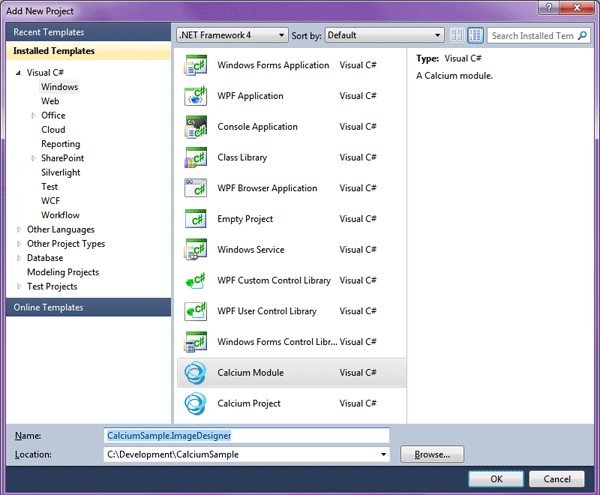 Add New Project
Recent Templates
Installed Templates
Visual C#
Windows
Web
Office
Cloud
Reporting
SharePoint
Silverlight
Test
WCF
Workflow
Other Languages
Other Project Types
Database
Modeling Projects
Test Projects
Online Templates
.NET Framework 4 Sort by: Default Search Installed Tem
Windows Forms Application Visual C#
WPF Application Visual C#
Console Application Visual C#
Class Library Visual C#
WPF Browser Application Visual C#
Empty Project Visual C#
Windows Service Visual C#
WPF Custom Control Library Visual C#
WPF User Control Library Visual C#
Windows Forms Control Libr... Visual C#
Calcium Module Visual C#
Calcium Project Visual C#
Type: Visual C#
A Calcium module.
Name: CalciumSample.ImageDesigner
Location: C:\Development\CalciumSample Browse...
OK Cancel